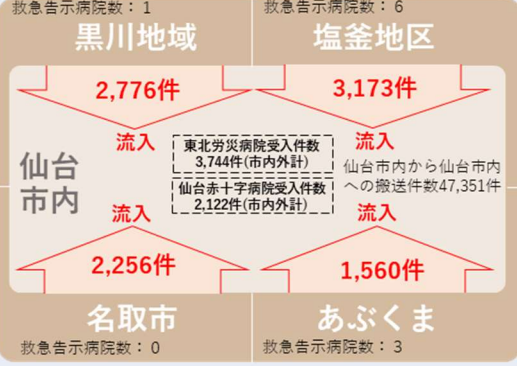 救急告示病院数：1
救急告示病院数：6
黒川地域
塩釜地区
2,776件
3,173件
流入
流入
東北労災病院受入件数
3,744件(市内外計)
仙台
市内
仙台市内から仙台市内
への搬送件数47,351件
仙台赤十字病院受入件数
2,122件(市内外計)
流入
流入
2,256件
1,560件
名取市
あぶくま
救急告示病院数：0
救急告示病院数：3